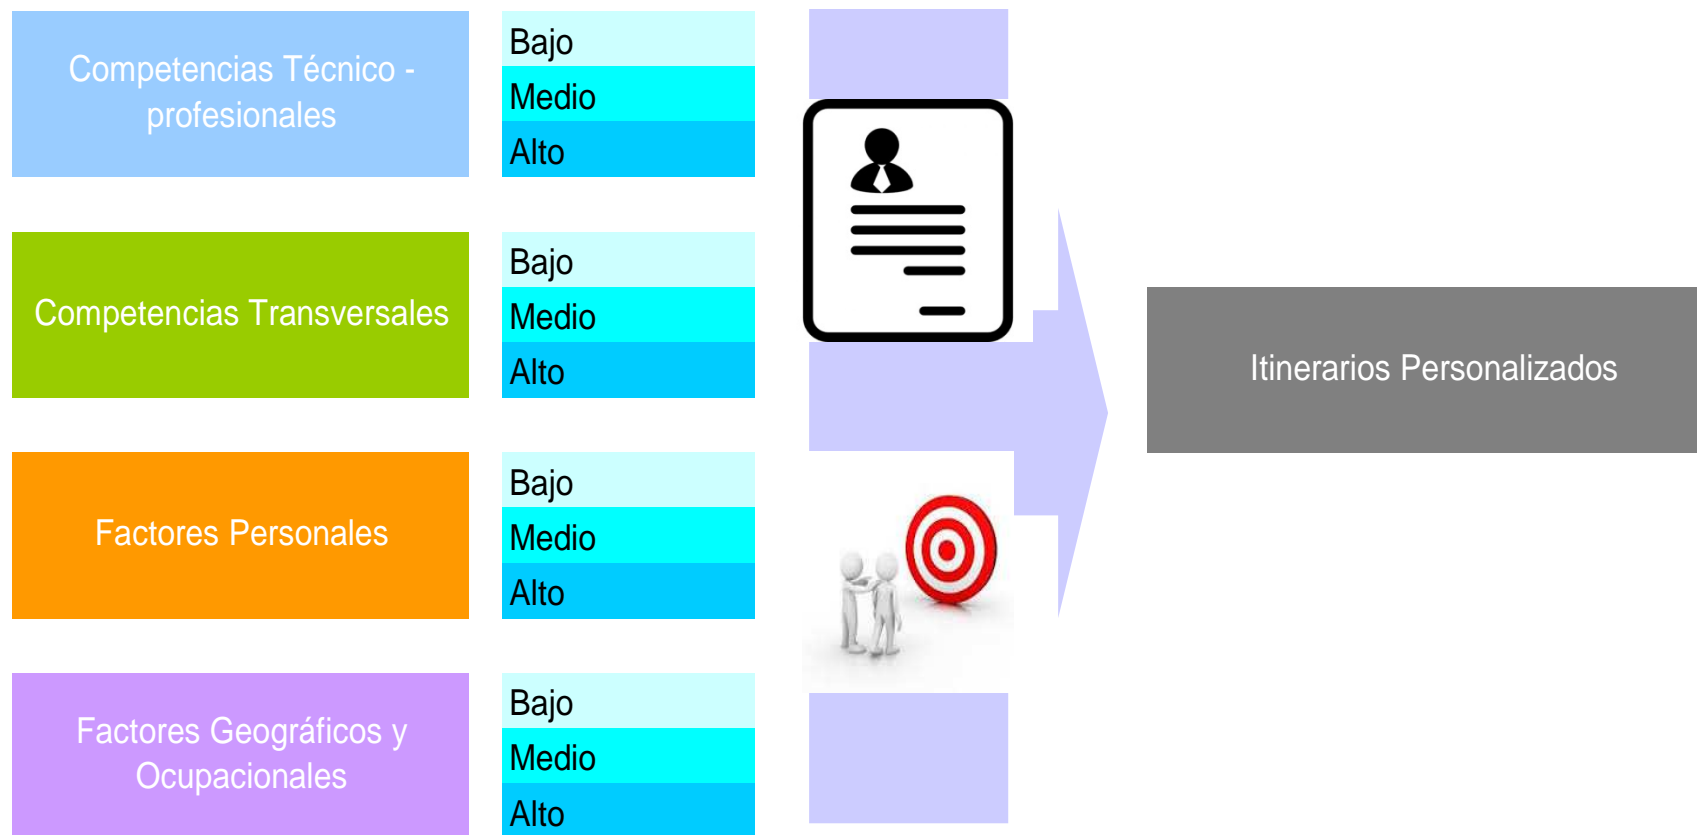 Competencias Técnico -
profesionales
Bajo
Medio
Alto
Competencias Transversales
Bajo
Medio
Alto
Factores Personales
Bajo
Medio
Alto
Factores Geográficos y
Ocupacionales
Bajo
Medio
Alto
Itinerarios Personalizados